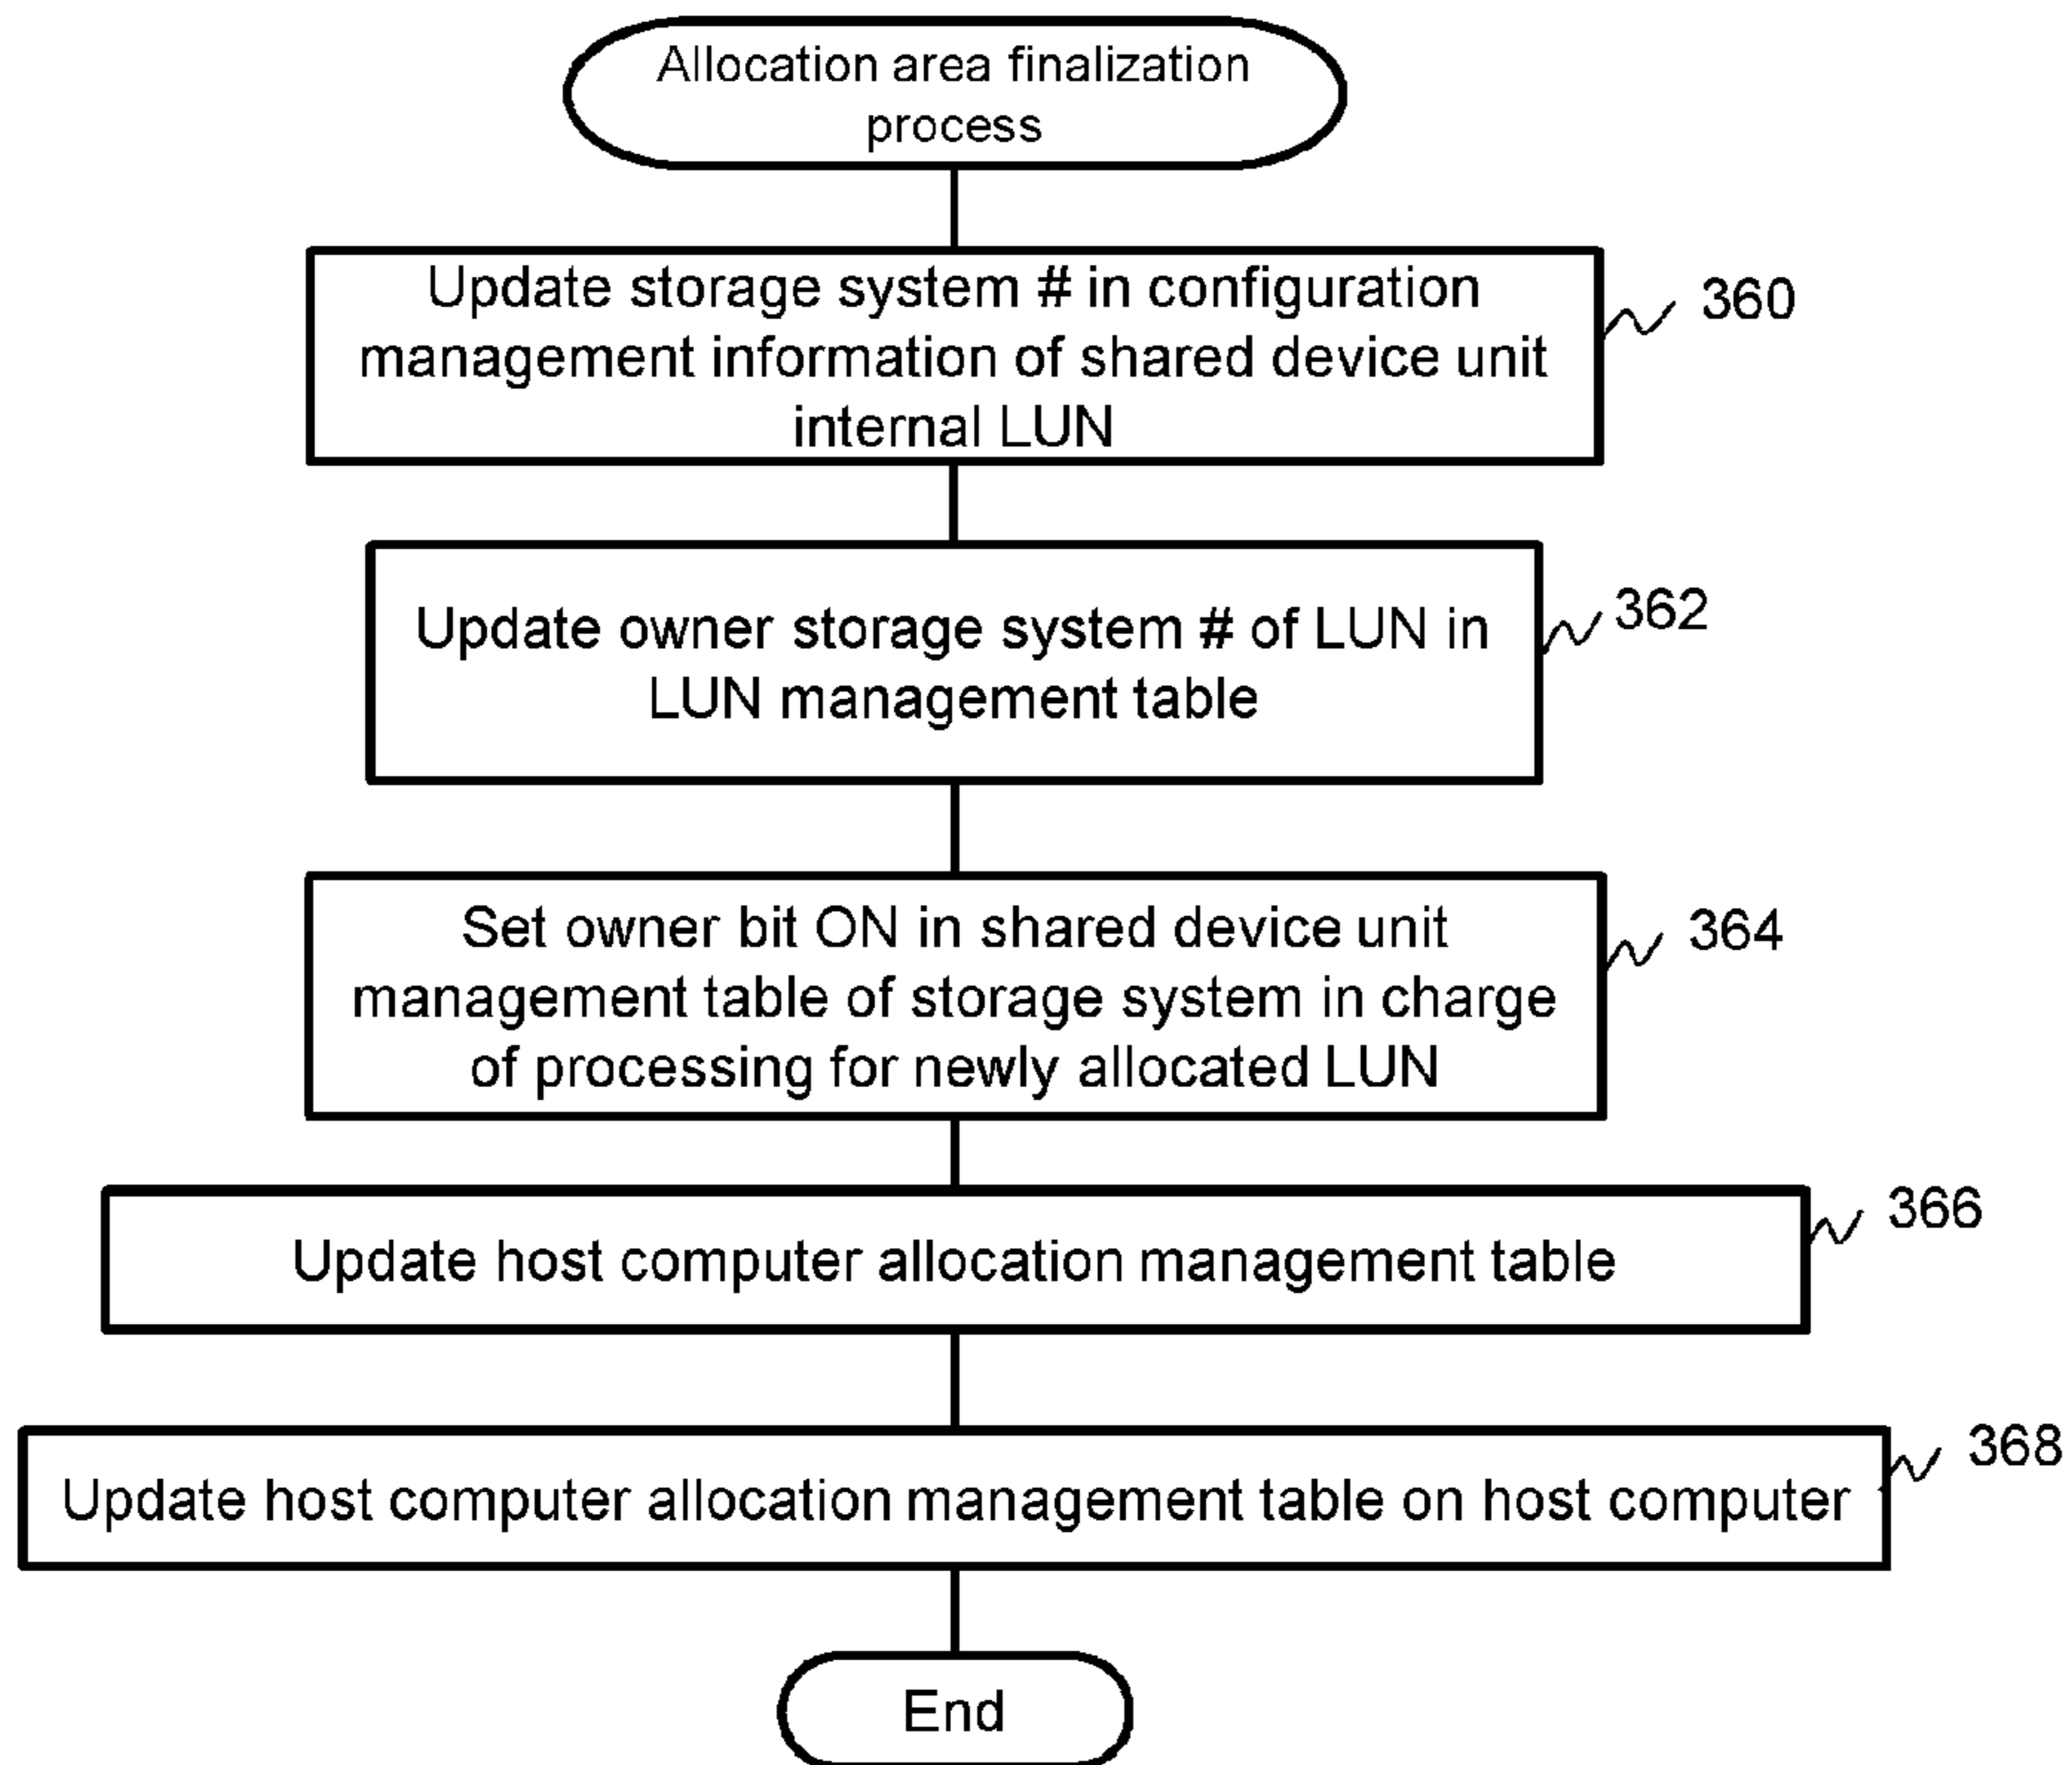 Allocation area finalization
process
Update storage system # in configuration
management information of shared device unit
internal LUN
360
Update owner storage system # of LUN in
LUN management table
362
Set owner bit ON in shared device unit
management table of storage system in charge
of processing for newly allocated LUN
364
Update host computer allocation management table
366
Update host computer allocation management table on host computer
368
End